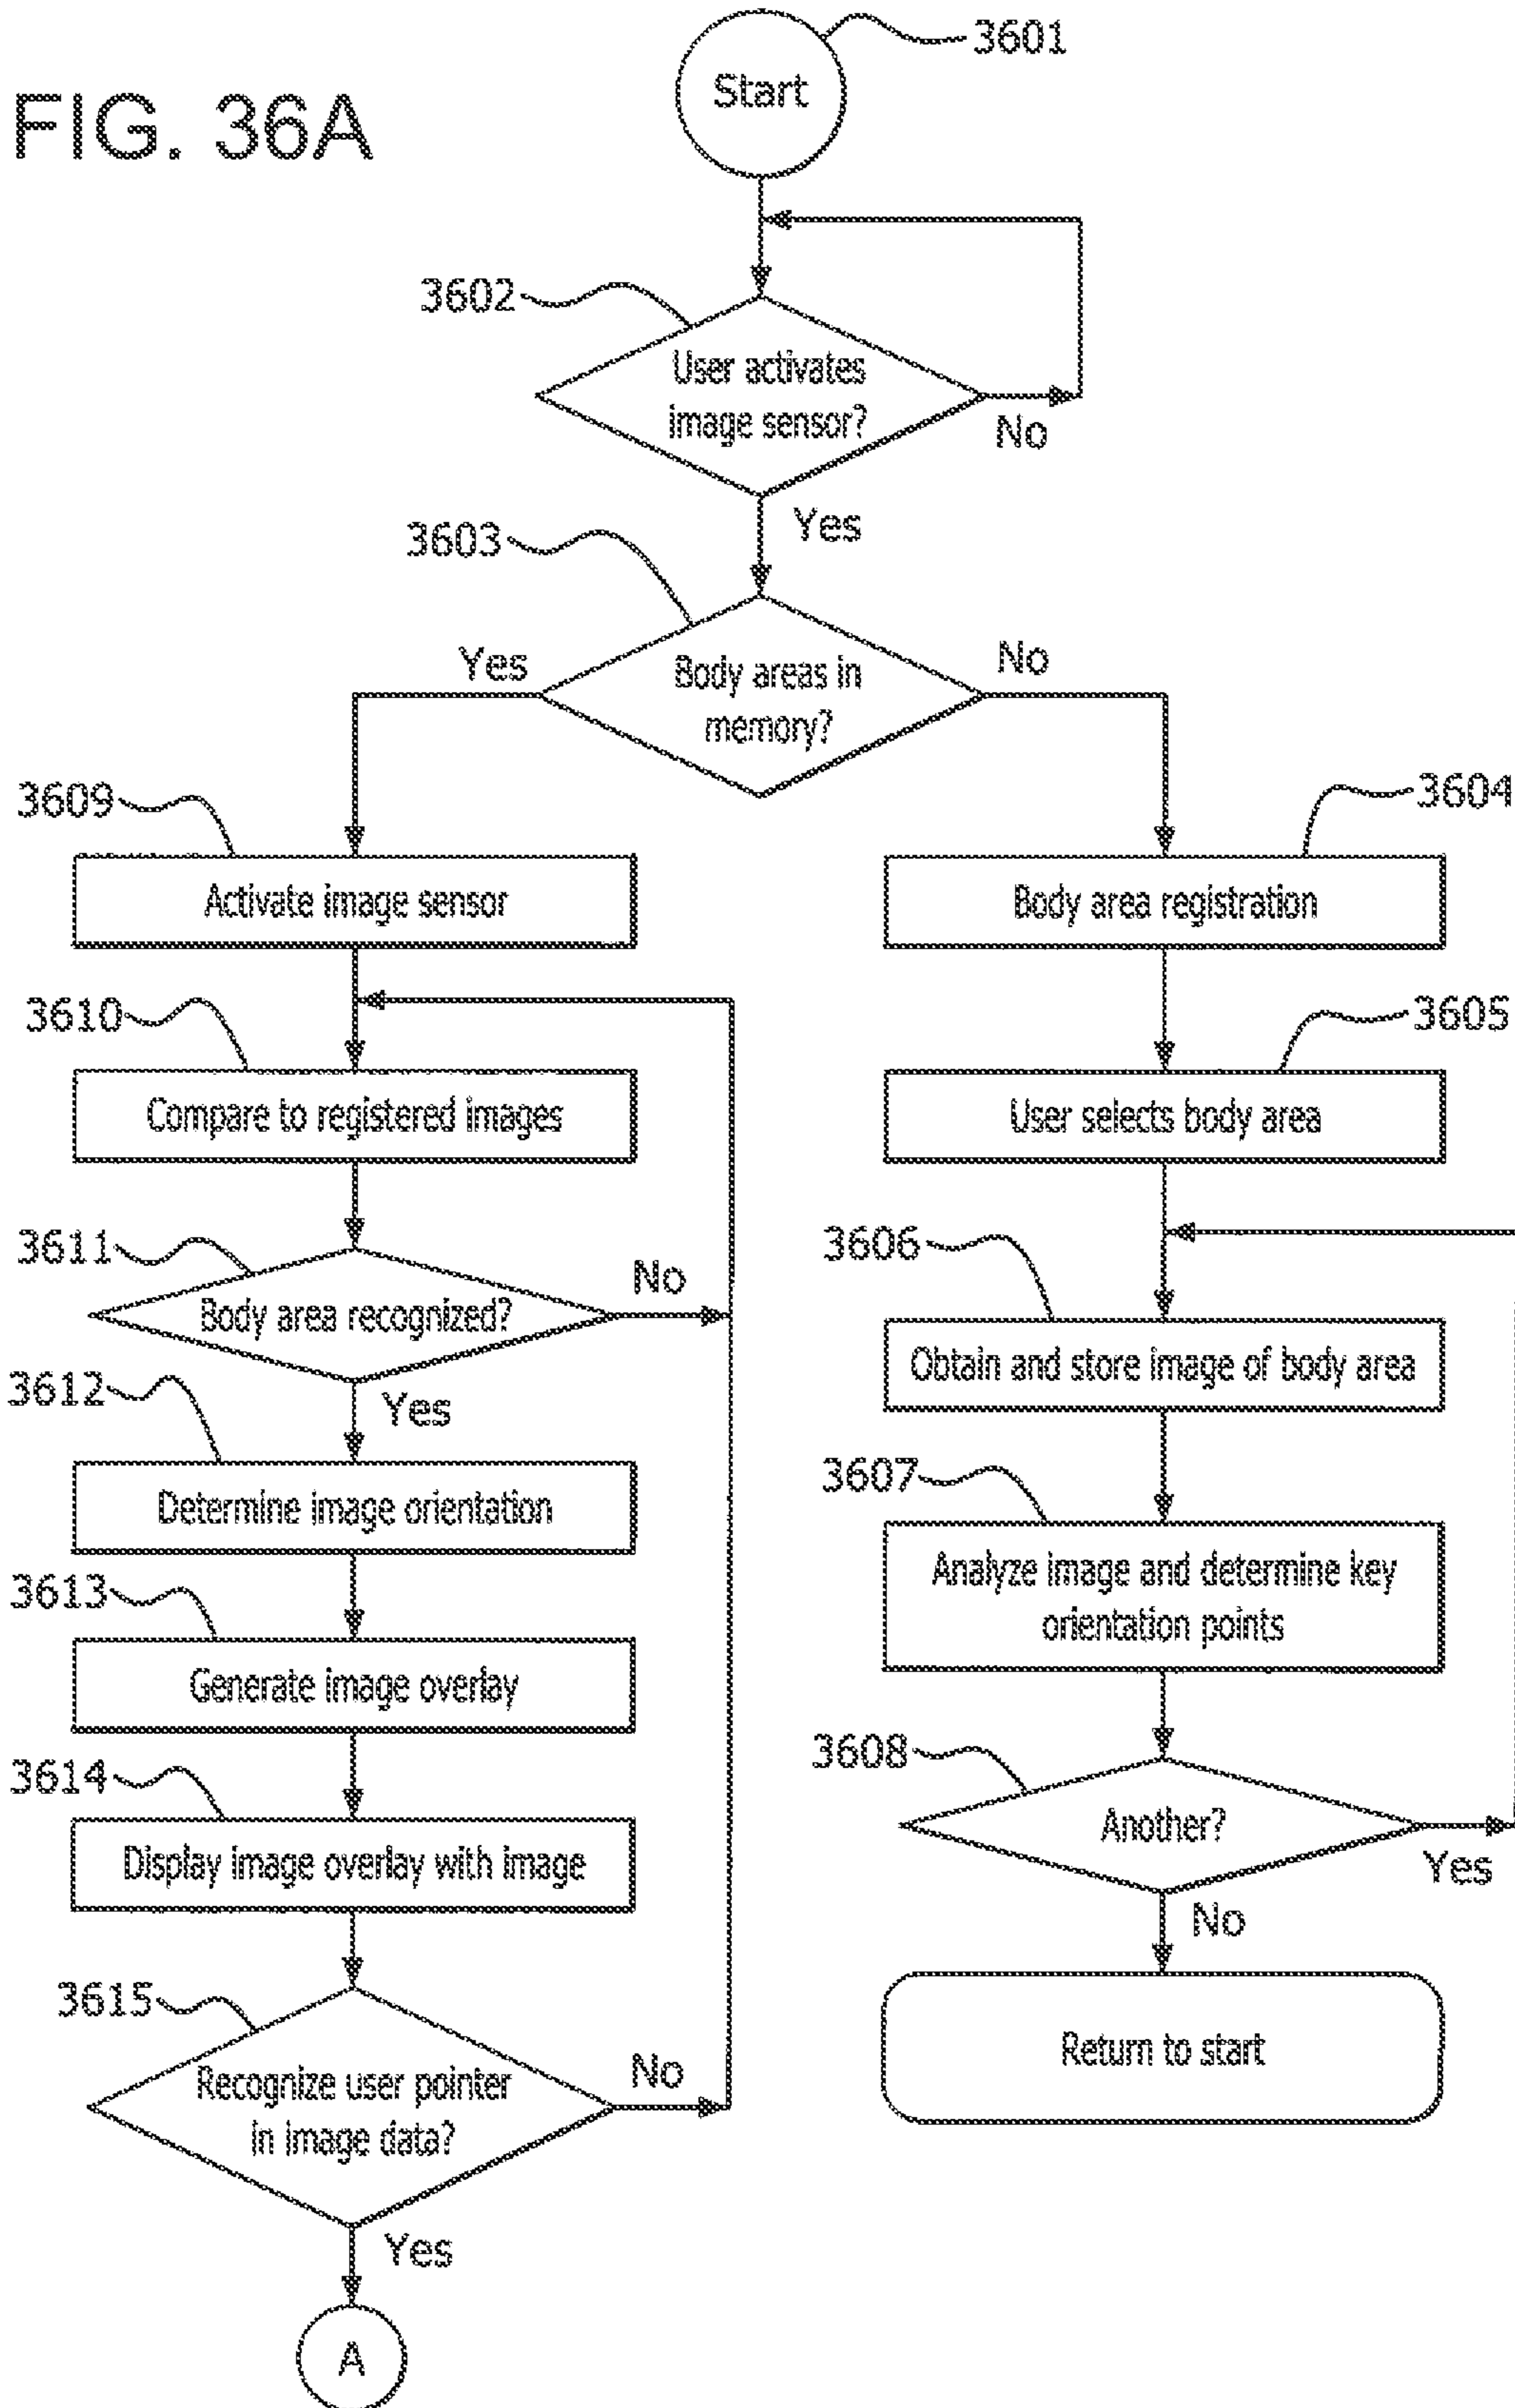 FIG. 36A
Start
3601
3602
User activates
image sensor?
No
Yes
3603
Body areas in
memory?
Yes
No
3609
Activate image sensor
3604
Body area registration
3610
Compare to registered images
3605
User selects body area
3611
Body area recognized?
No
Yes
3606
Obtain and store image of body area
3612
Determine image orientation
3607
Analyze image and determine key
orientation points
3613
Generate image overlay
3614
Display image overlay with image
3608
Another?
Yes
No
3615
Recognize user pointer
in image data?
No
Yes
Return to start
A